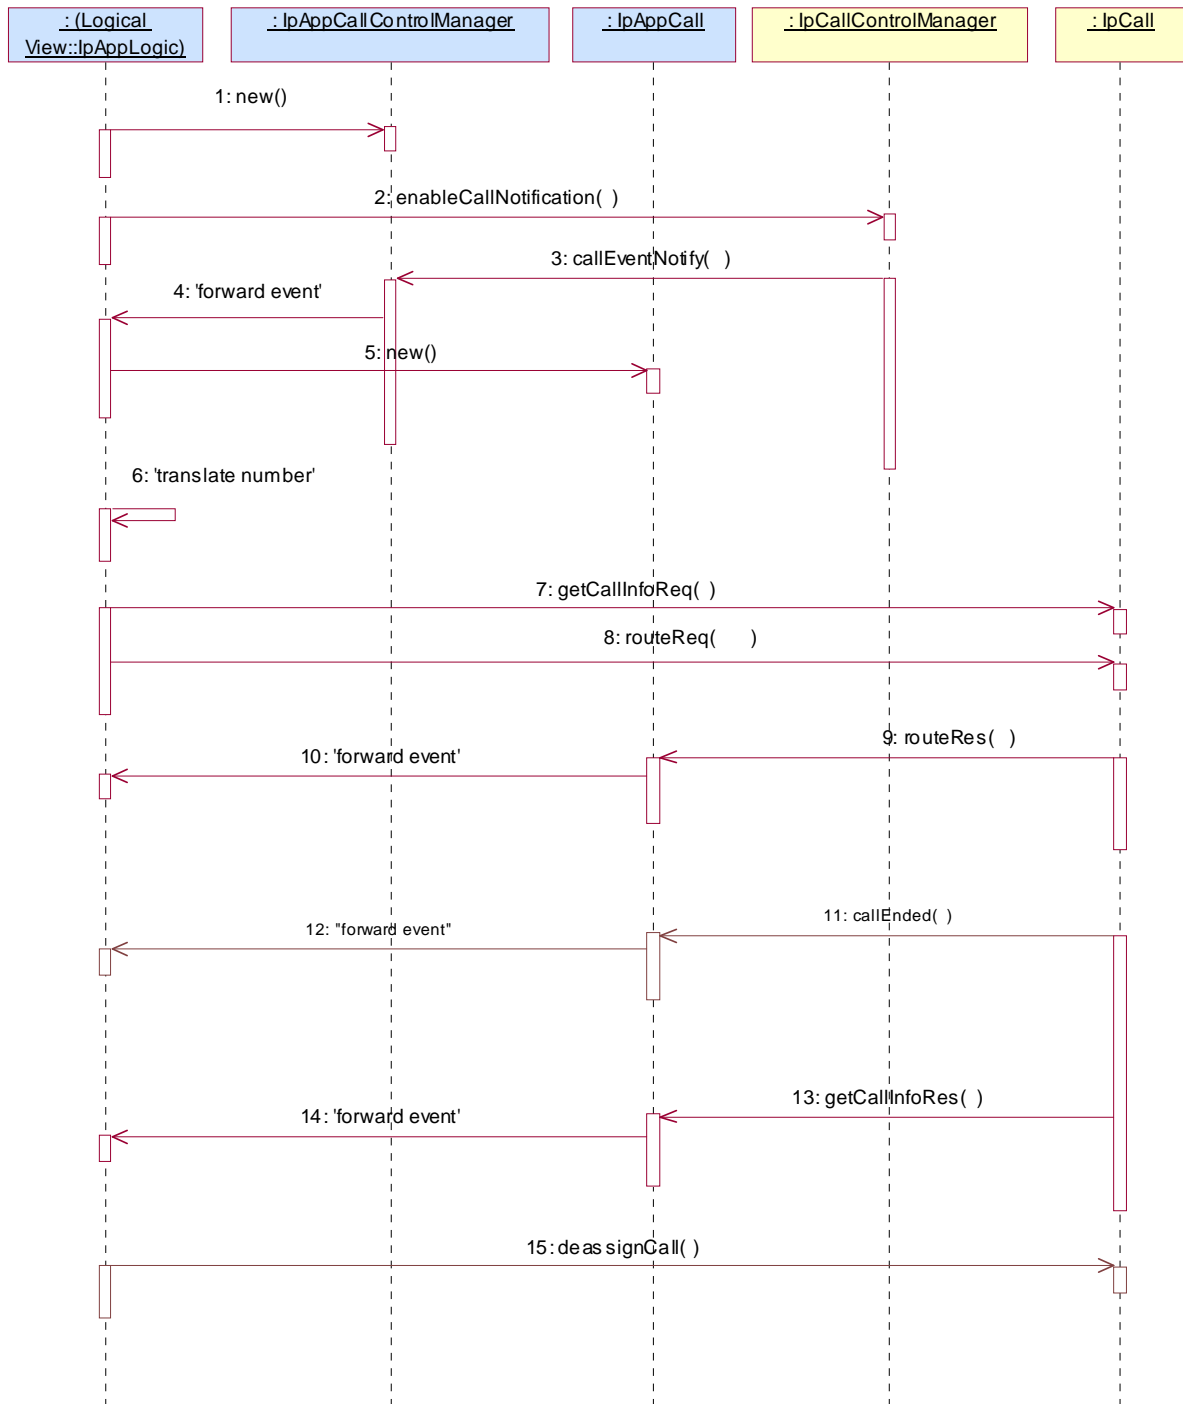 : (Logical
View::IpAppLogic)
: IpAppCallControlManager
: IpAppCall
: IpCallControlManager
: IpCall
1: new()
2: enableCallNotification( )
3: callEventNotify( )
4: 'forward event'
5: new()
6: 'translate number'
7: getCallInfoReq( )
8: routeReq( )
9: routeRes( )
10: 'forward event'
11: callEnded( )
12: "forward event"
13: getCallInfoRes( )
14: 'forward event'
15: deassignCall( )